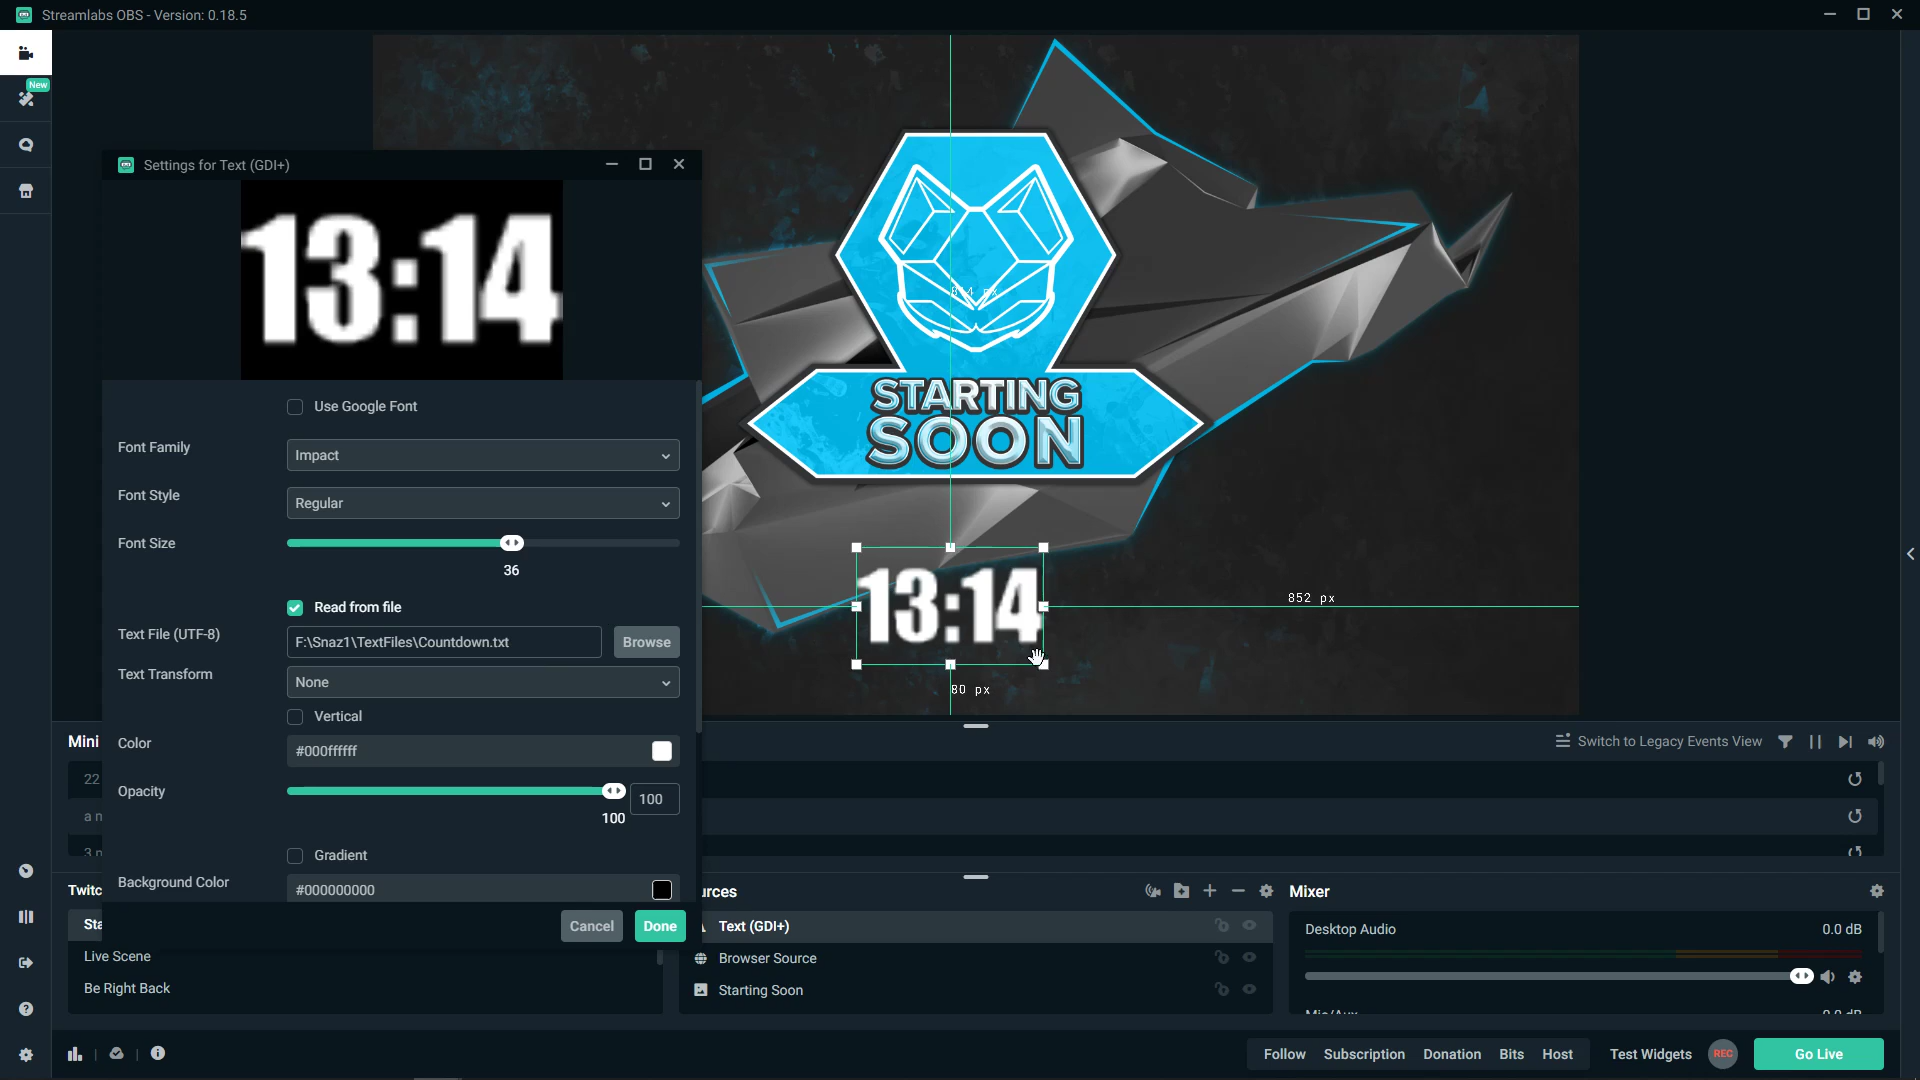 Streamlabs OBS - Version: 0.18.5
New
Settings for Text (GDI+)
13:14
Use Google Font
Font Family
Impact
Font Style
Regular
Font Size
36
Read from file
Text File (UTF-8)
F:\Snaz1\TextFiles\Countdown.txt
Browse
Text Transform
None
Vertical
Color
#000ffffff
Opacity
100
100
Gradient
Background Color
#000000000
Cancel
Done
STARTING
SOON
13:14
852 px
80 px
Mini
Switch to Legacy Events View
22
Text (GDI+)
Browser Source
Starting Soon
Live Scene
Be Right Back
Mixer
Desktop Audio
0.0 dB
Follow
Subscription
Donation
Bits
Host
Test Widgets
REC
Go Live